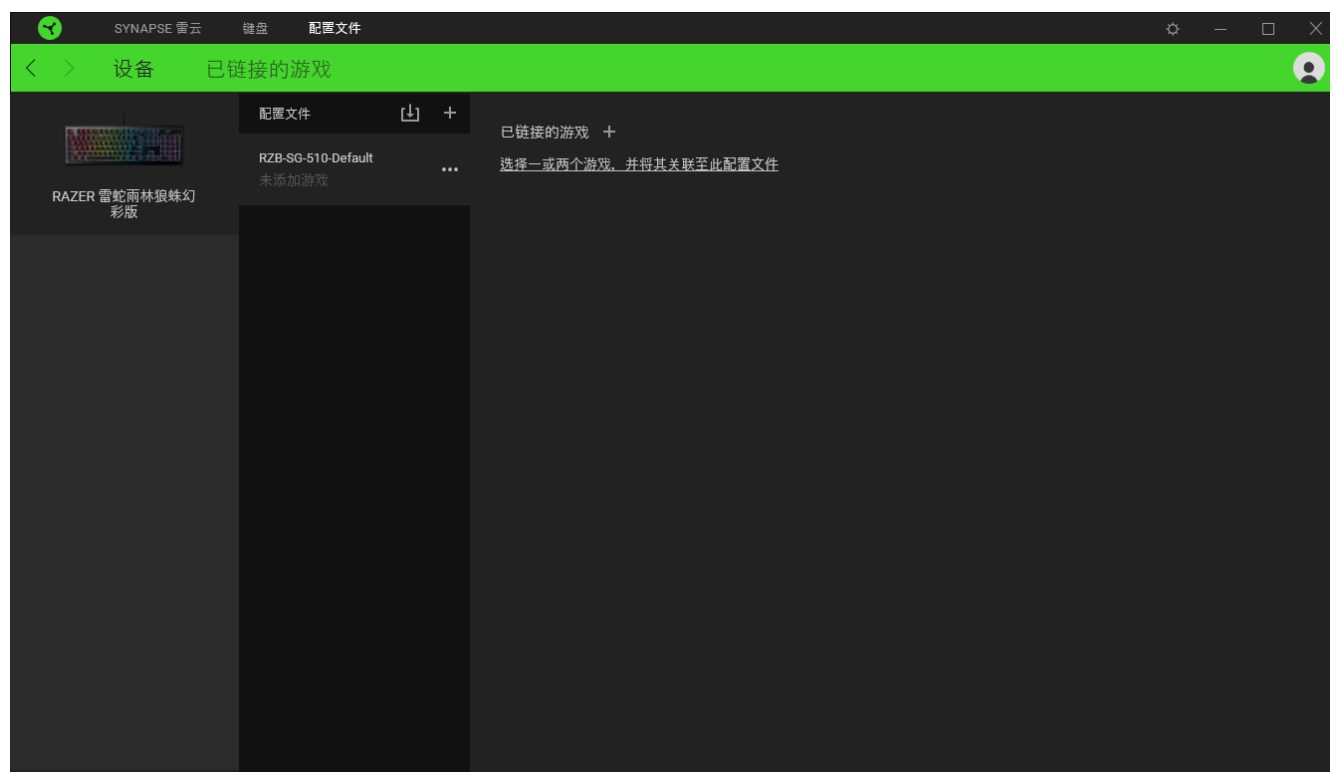 SYNAPSE 雷云 键盘 配置文件
设备 已链接的游戏
RAZER 雷蛇雨林狼蛛幻
彩版
配置文件
RZB-SG-510-Default
未添加游戏
已链接的游戏
选择一或两个游戏，并将其关联至此配置文件